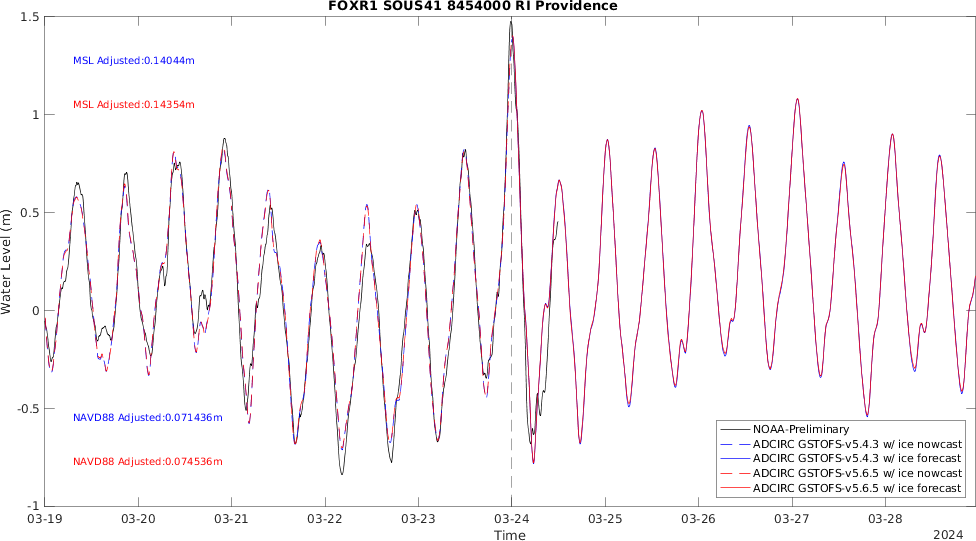 FOXR1 SOUS41 8454000 RI Providence
1.5
1
0.5
0
-0.5
-1
Water Level (m)
MSL Adjusted:0.14044m
MSL Adjusted:0.14354m
NAVD88 Adjusted:0.071436m
NAVD88 Adjusted:0.074536m
NOAA-Preliminary
ADCIRC GSTOFS-v5.4.3 w/ ice nowcast
ADCIRC GSTOFS-v5.4.3 w/ ice forecast
ADCIRC GSTOFS-v5.6.5 w/ ice nowcast
ADCIRC GSTOFS-v5.6.5 w/ ice forecast
03-19 03-20 03-21 03-22 03-23 03-24 03-25 03-26 03-27 03-28
Time
2024